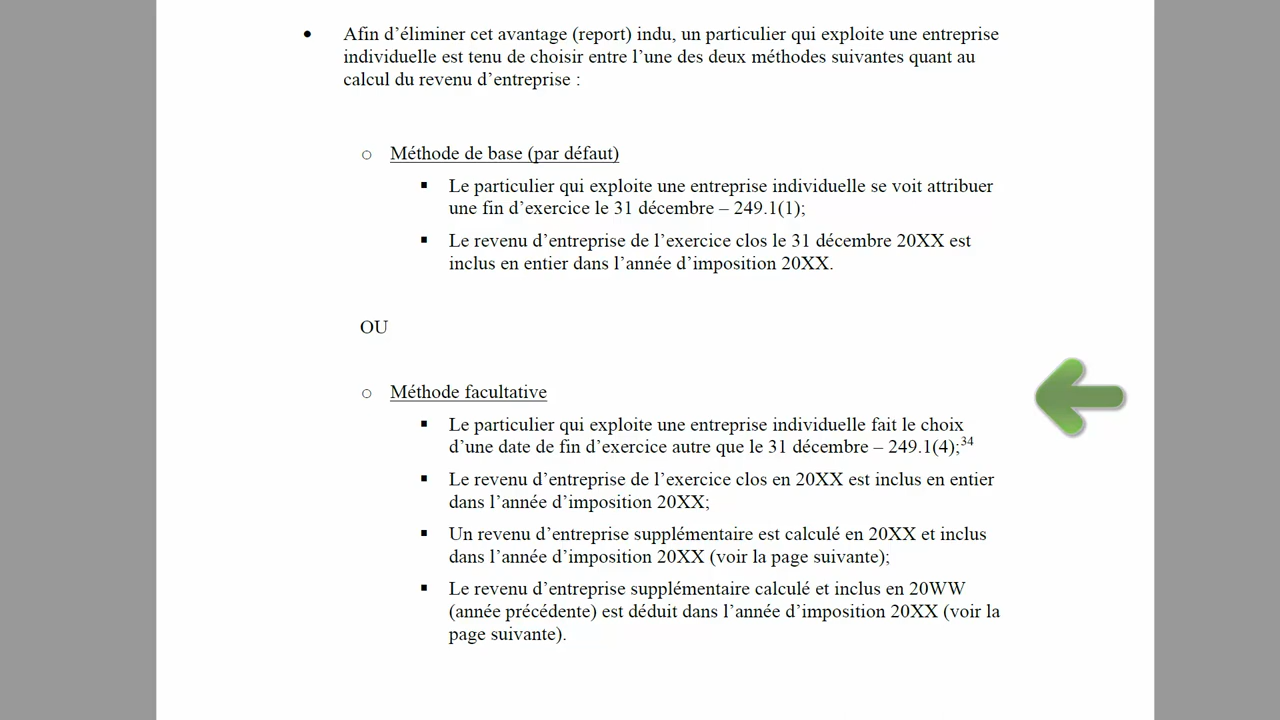 • Afin d’éliminer cet avantage (report) indu, un particulier qui exploite une entreprise
individuelle est tenu de choisir entre l’une des deux méthodes suivantes quant au
calcul du revenu d’entreprise :
o Méthode de base (par défaut)
▪ Le particulier qui exploite une entreprise individuelle se voit attribuer
une fin d’exercice le 31 décembre – 249.1(1);
▪ Le revenu d’entreprise de l’exercice clos le 31 décembre 20XX est
inclus en entier dans l’année d’imposition 20XX.
OU
o Méthode facultative
▪ Le particulier qui exploite une entreprise individuelle fait le choix
d’une date de fin d’exercice autre que le 31 décembre – 249.1(4);34
▪ Le revenu d’entreprise de l’exercice clos en 20XX est inclus en entier
dans l’année d’imposition 20XX;
▪ Un revenu d’entreprise supplémentaire est calculé en 20XX et inclus
dans l’année d’imposition 20XX (voir la page suivante);
▪ Le revenu d’entreprise supplémentaire calculé et inclus en 20WW
(année précédente) est déduit dans l’année d’imposition 20XX (voir la
page suivante).